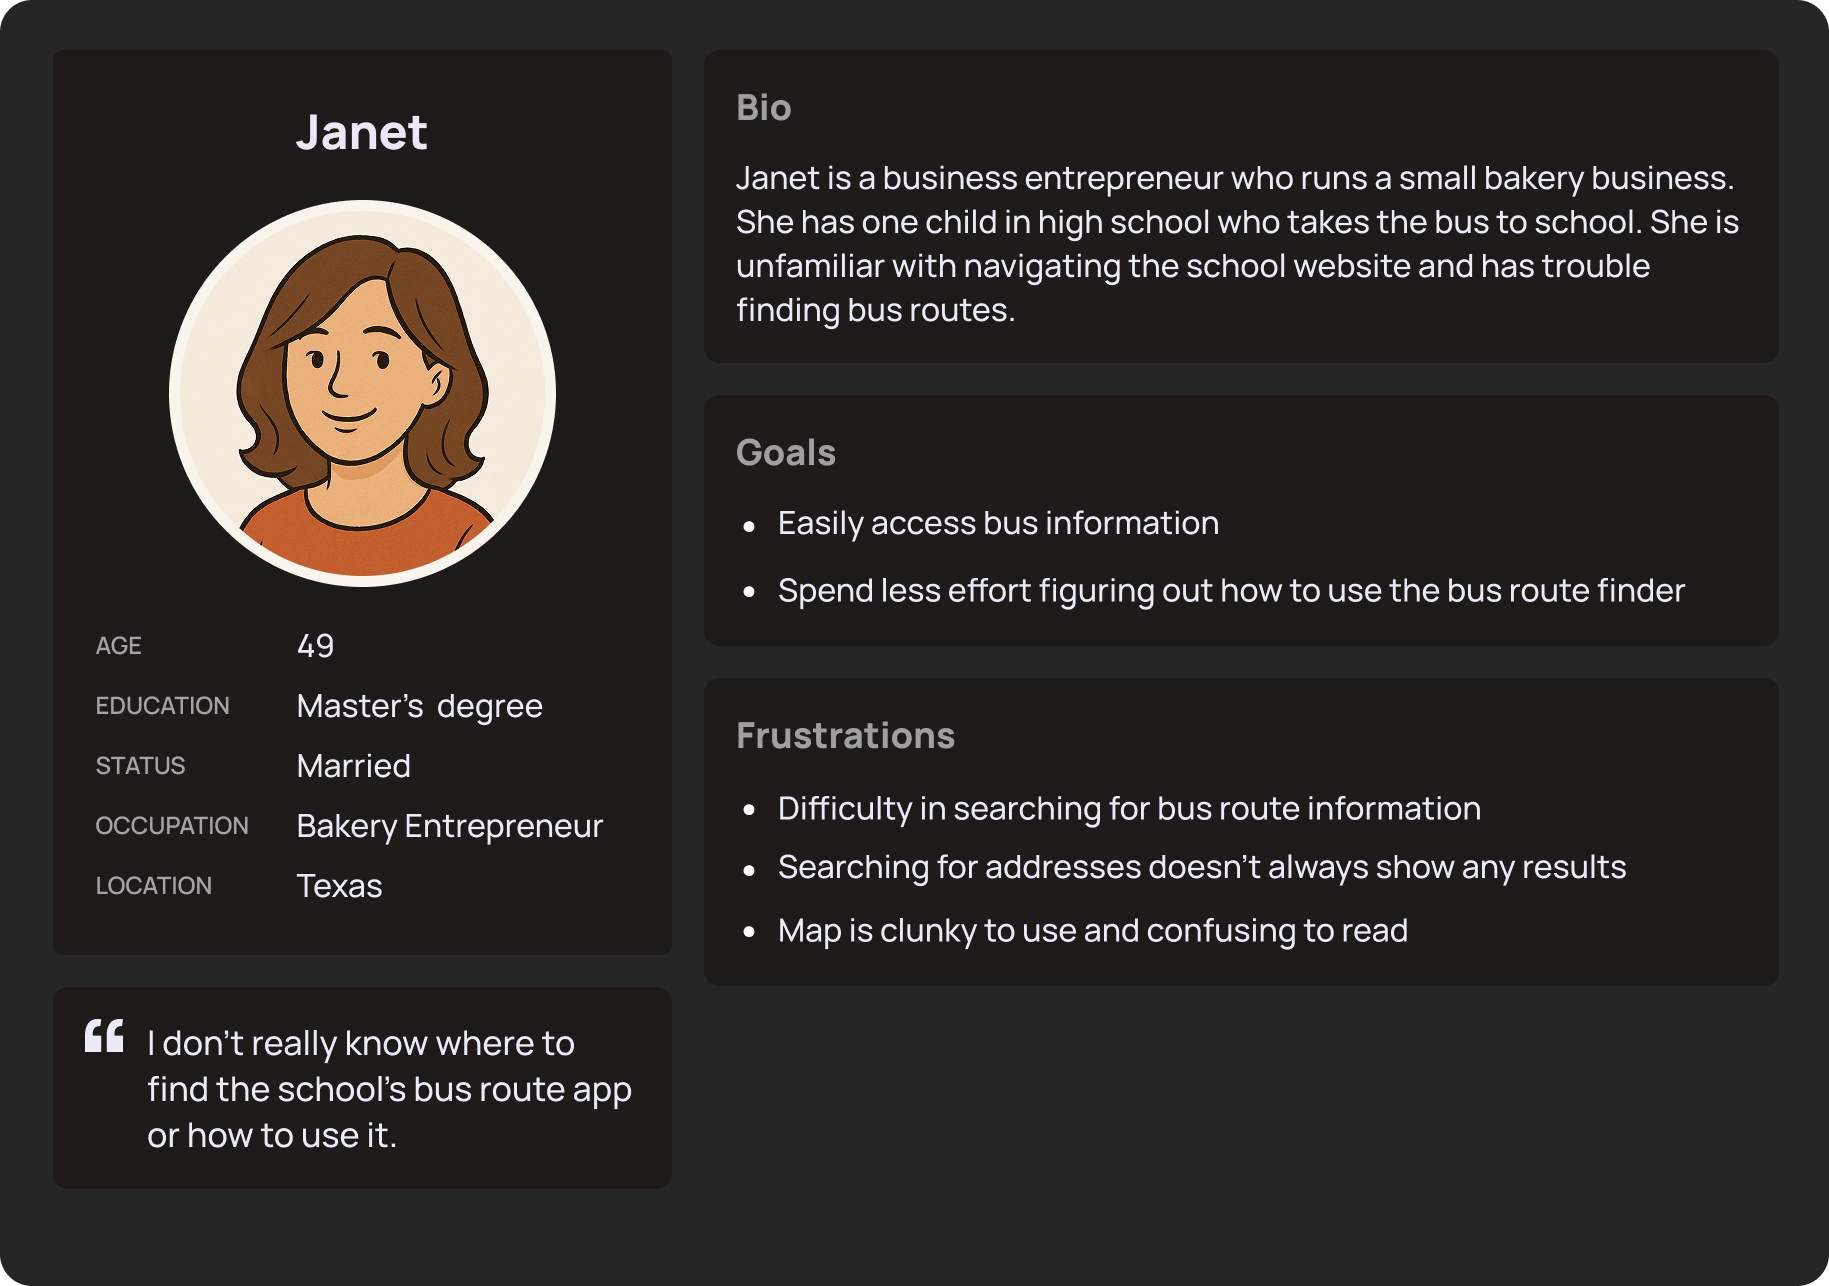 Janet
AGE 49
EDUCATION Master’s  degree
STATUS Married
OCCUPATION Bakery Entrepreneur
LOCATION Texas
“ I don’t really know where to
find the school’s bus route app
or how to use it.
Bio
Janet is a business entrepreneur who runs a small bakery business.
She has one child in high school who takes the bus to school. She is
unfamiliar with navigating the school website and has trouble
finding bus routes.
Goals
• Easily access bus information
• Spend less effort figuring out how to use the bus route finder
Frustrations
• Difficulty in searching for bus route information
• Searching for addresses doesn’t always show any results
• Map is clunky to use and confusing to read